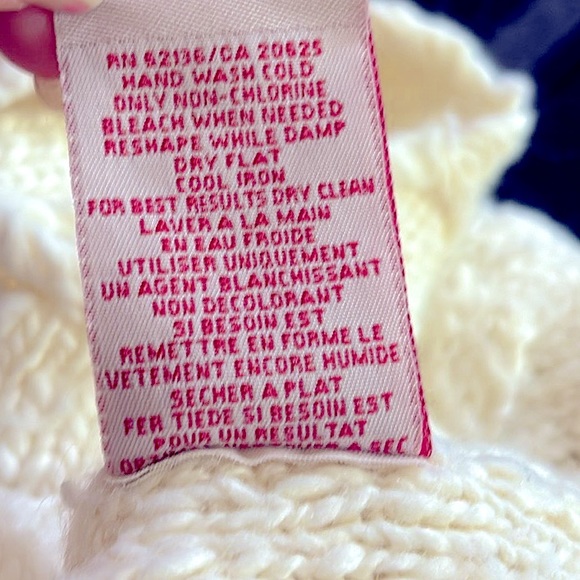 RN 52136/CA 20625
HAND WASH COLD
ONLY NON-CHLORINE
BLEACH WHEN NEEDED
RESHAPE WHILE DAMP
DRY FLAT
COOL IRON
FOR BEST RESULTS DRY CLEAN
LAVER A LA MAIN
EN EAU FROIDE
UTILISER UNIQUEMENT
UN AGENT BLANCHISSANT
NON DECOLORANT
SI BESOIN EST
REMETTRE EN FORME LE
VETEMENT ENCORE HUMIDE
SECHER A PLAT
FER TIEDE SI BESOIN EST
POUR UN RESULTAT
A SEC